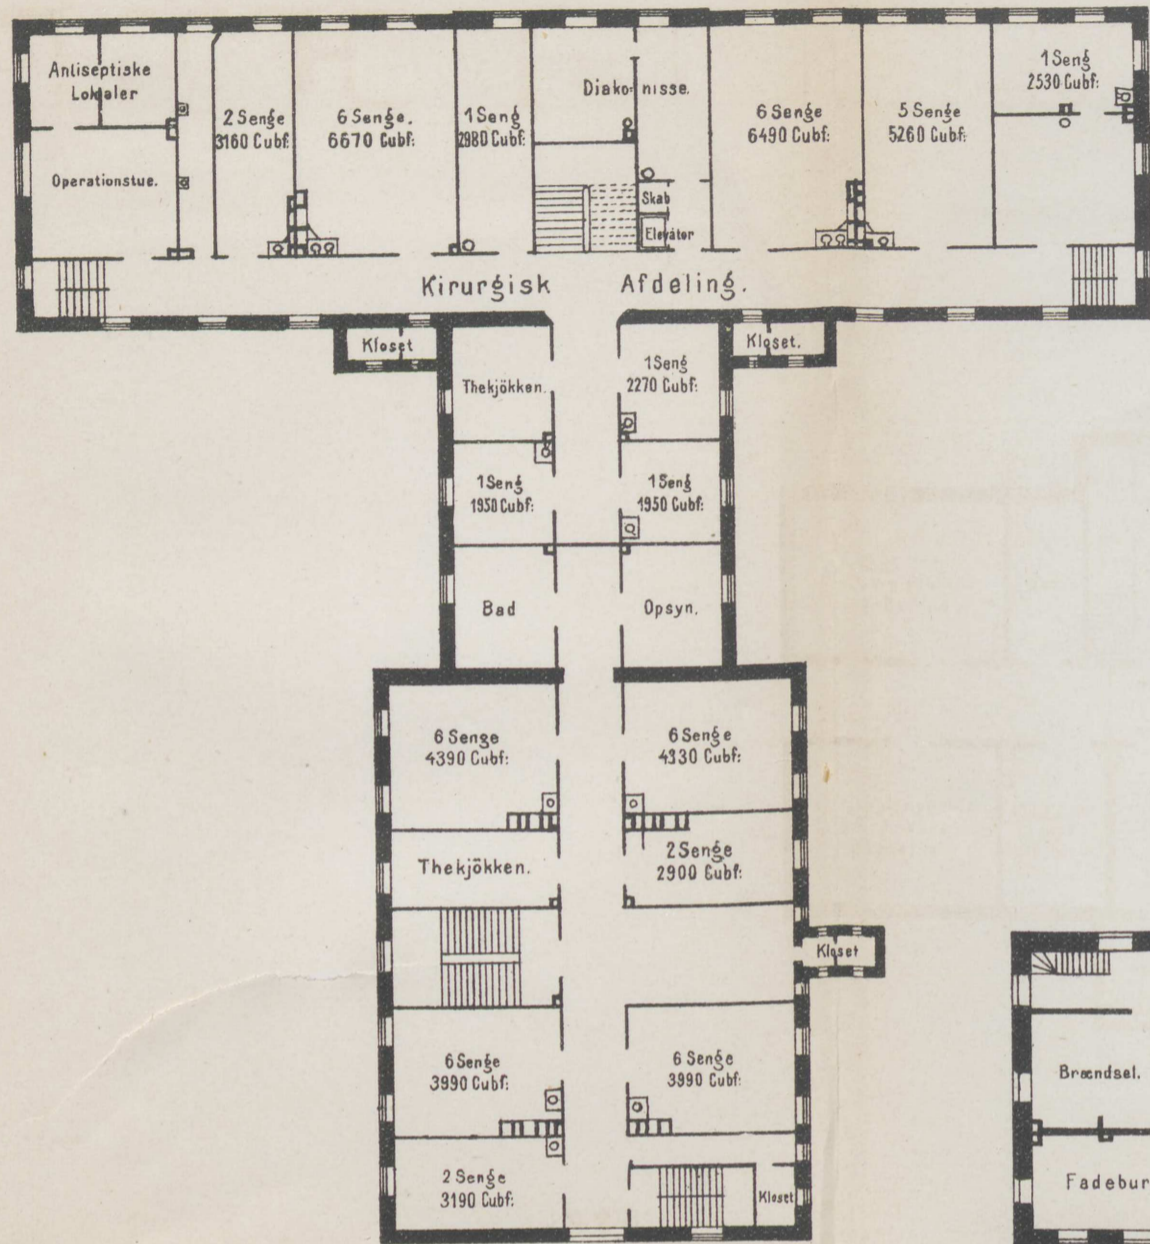 Antiseptiske
Lokaler
Operationstue.
2 Senge
3160 Cubf:
6 Senge.
6670 Cubf:
1 Seng
2980 Cubf:
Diakonisse.
Skab
Elevator
6 Senge
6490 Cubf:
5 Senge
5260 Cubf:
1 Seng
2530 Cubf:
Kirurgisk Afdeling.
Kloset
Kloset.
Thekjökken.
1 Seng
2270 Cubf:
1 Seng
1950 Cubf:
1 Seng
1950 Cubf:
Bad
Opsyn.
6 Senge
4390 Cubf:
6 Senge
4330 Cubf:
Thekjökken.
2 Senge
2900 Cubf:
Kloset
6 Senge
3990 Cubf:
6 Senge
3990 Cubf:
2 Senge
3190 Cubf:
Kloset
Brændsel.
Fadebur